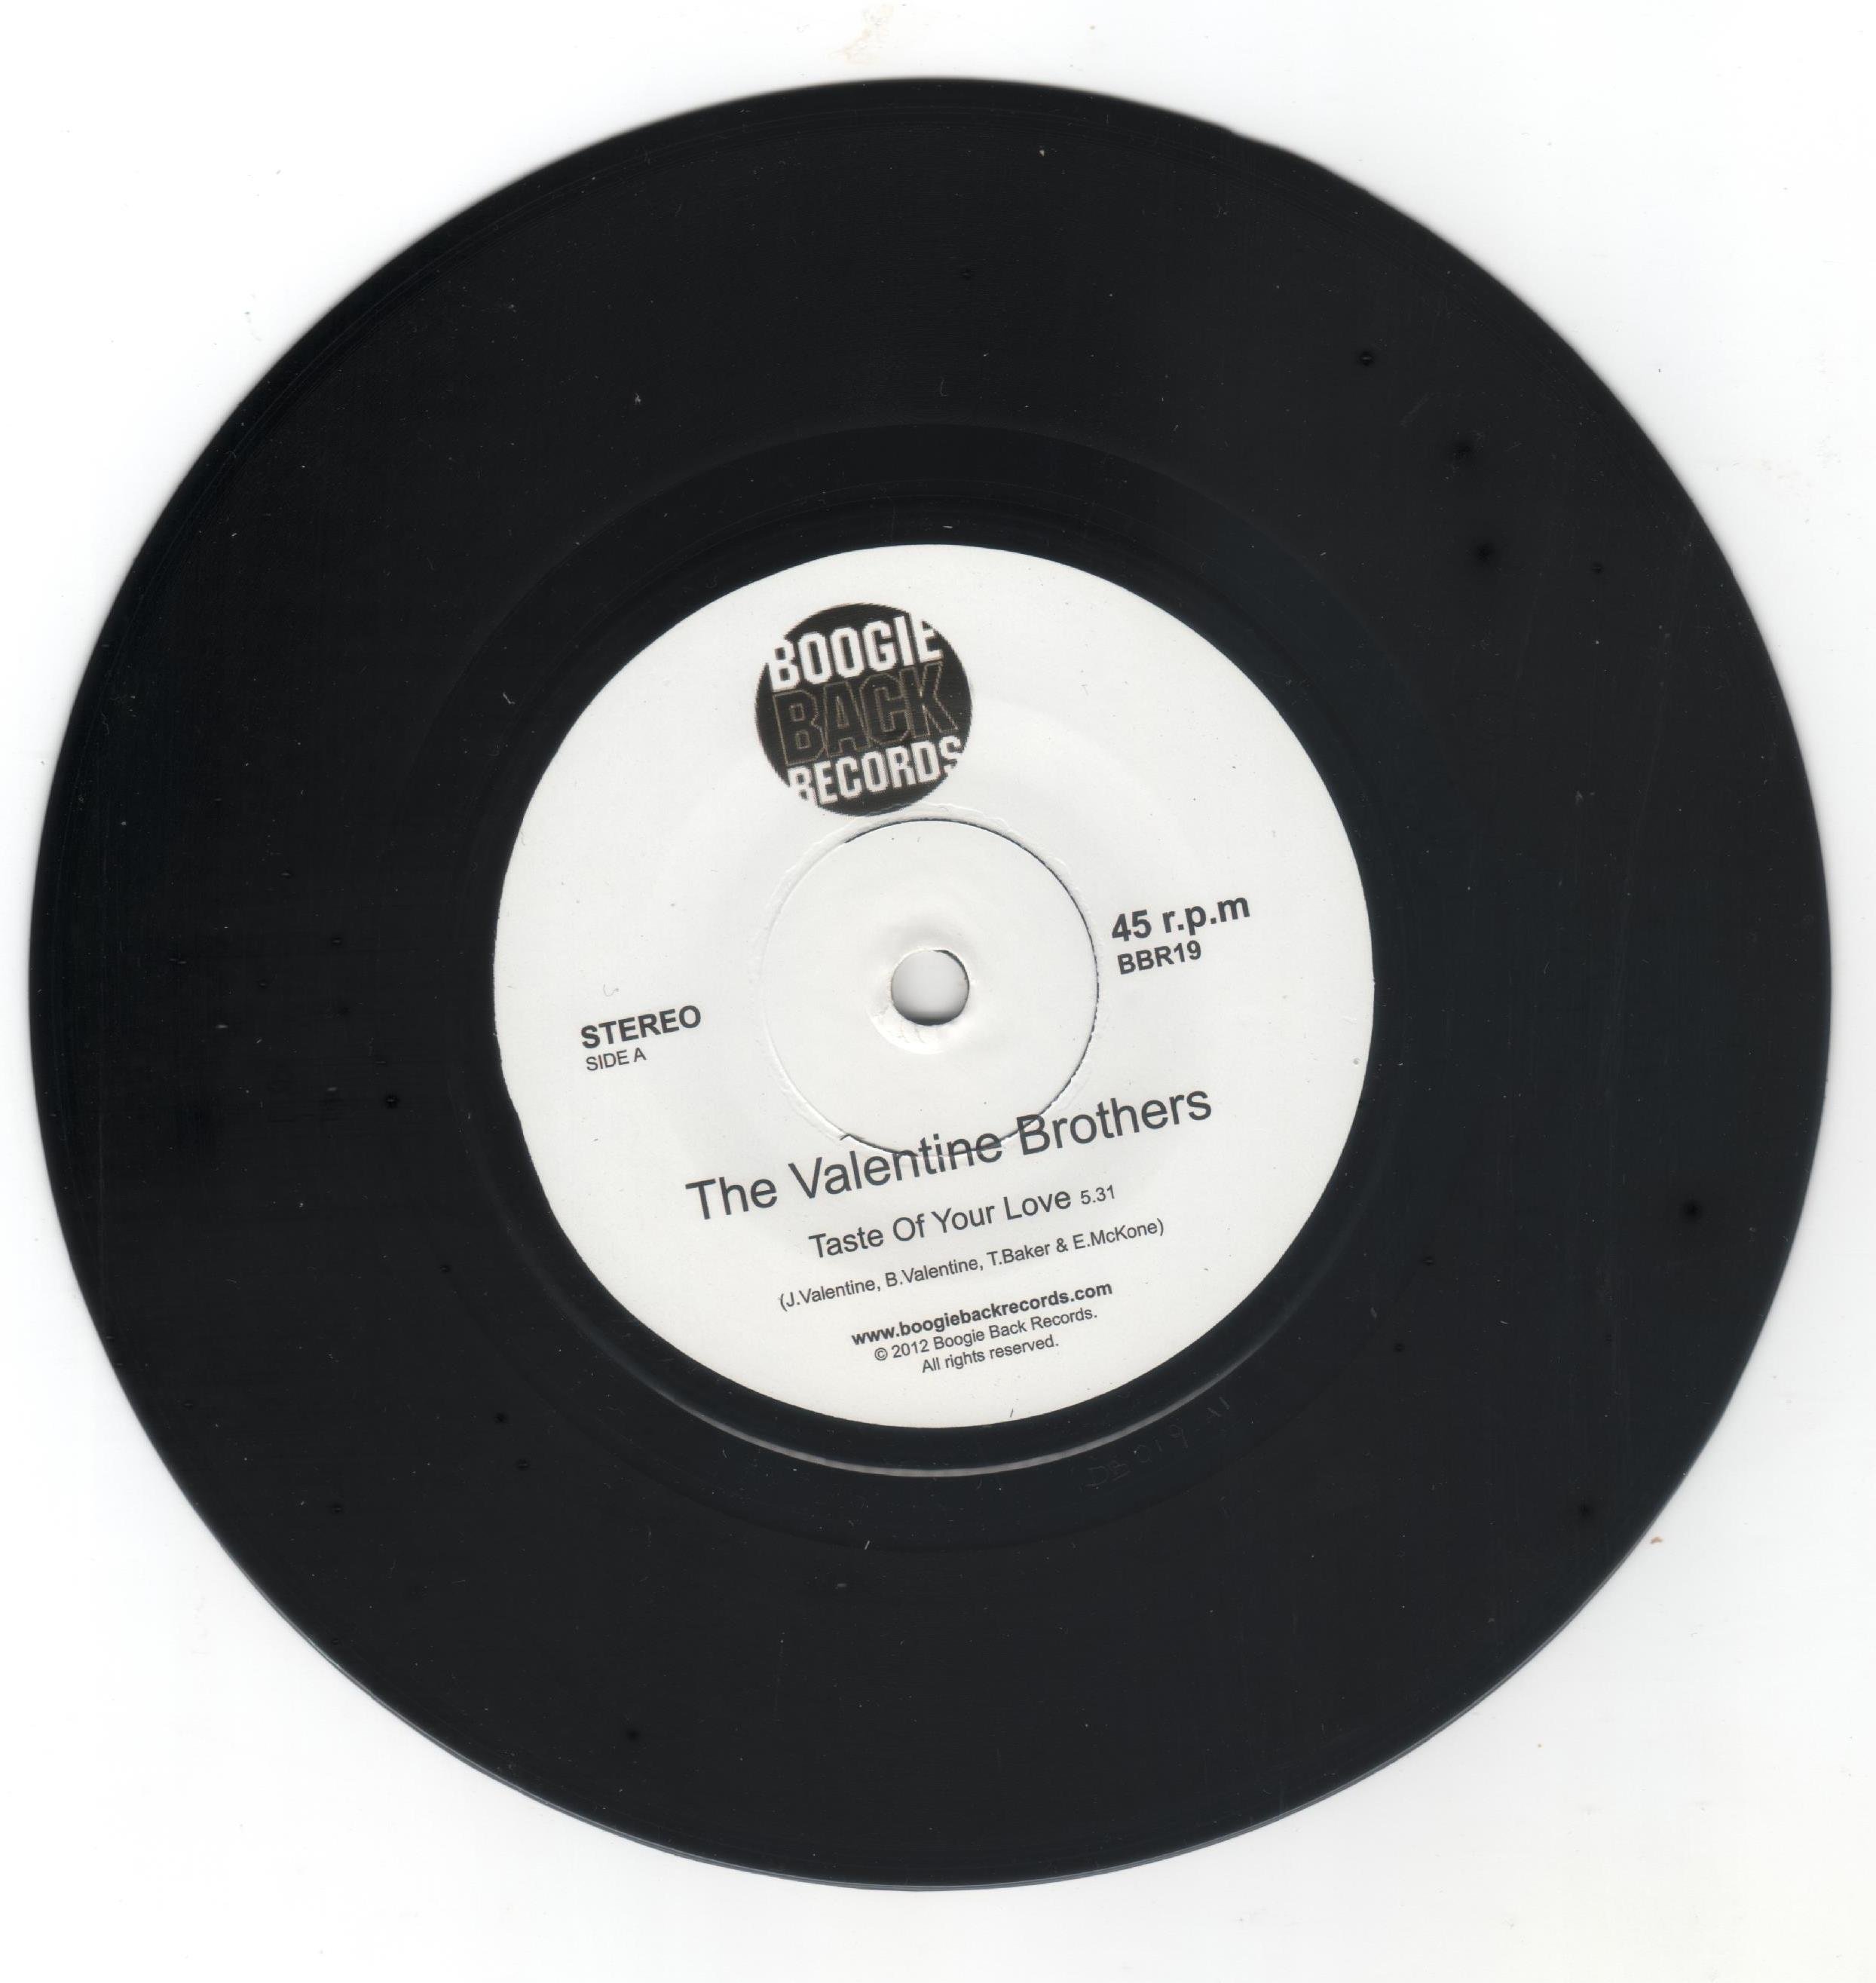 BOOGIE
BACK
RECORDS
45 r.p.m
BBR19
STEREO
SIDE A
The Valentine Brothers
Taste Of Your Love 5.31
(J.Valentine, B.Valentine, T.Baker & E.McKone)
www.boogiebackrecords.com
© 2012 Boogie Back Records.
All rights reserved.